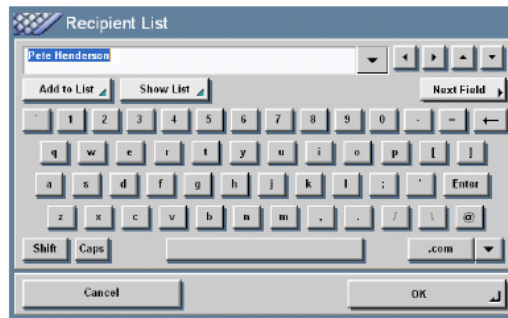 Recipient List
Pete Henderson
Add to List Show List Next Field
` 1 2 3 4 5 6 7 8 9 0 - = ←
q w e r t y u i o p [ ]
a s d f g h j k l ; ' Enter
z x c v b n m , . / \ @
Shift Caps .com
Cancel OK